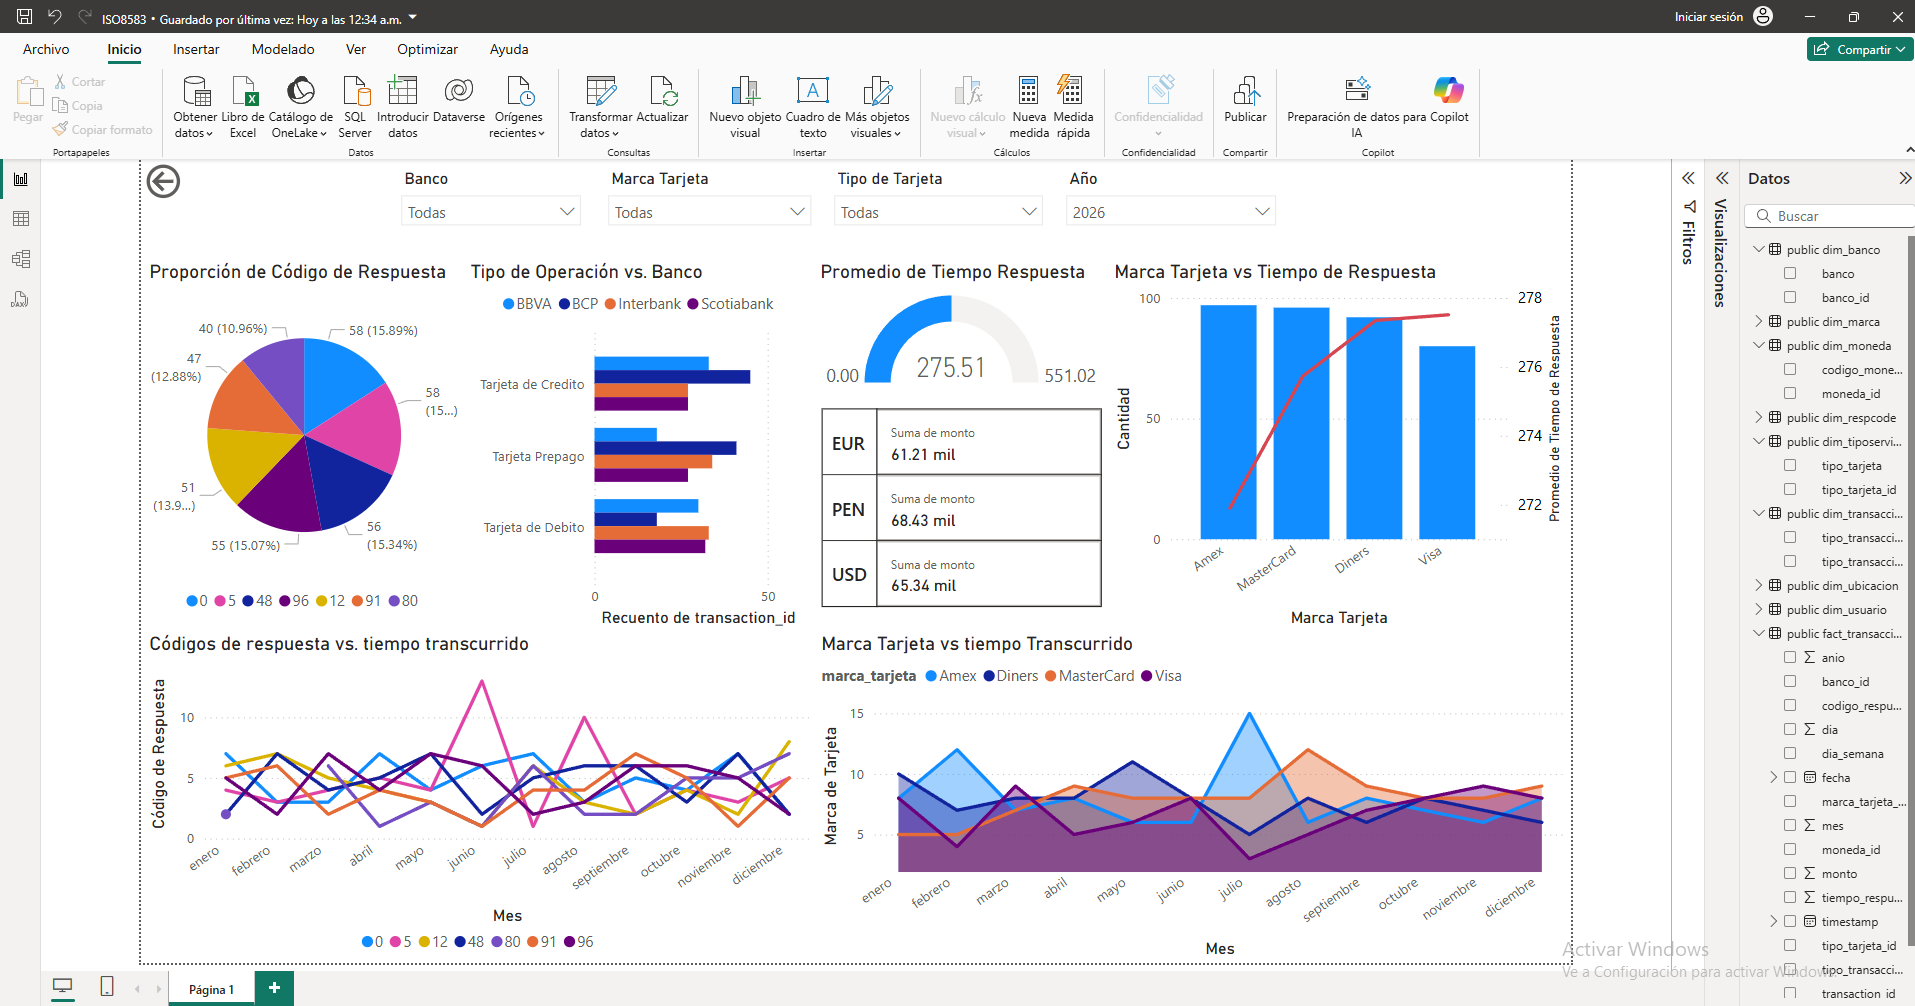 ISO8583 • Guardado por última vez: Hoy a las 12:34 a.m.
Iniciar sesión
Archivo
Inicio
Insertar
Modelado
Ver
Optimizar
Ayuda
Compartir
Pegar
Cortar
Copia
Copiar formato
Portapapeles
Obtener datos
Libro de Excel
Catálogo de OneLake
SQL Server
Introducir datos
Dataverse
Orígenes recientes
Datos
Transformar datos
Actualizar
Consultas
Nuevo objeto visual
Cuadro de texto
Más objetos visuales
Insertar
Nuevo cálculo visual
Nueva medida
Medida rápida
Cálculos
Confidencialidad
Confidencialidad
Publicar
Compartir
Preparación de datos para IA
Copilot
Copilot
Banco
Todas
Marca Tarjeta
Todas
Tipo de Tarjeta
Todas
Año
2026
Proporción de Código de Respuesta
40 (10.96%)
58 (15.89%)
47
(12.88%)
58
(15...)
51
(13.9...)
56
(15.34%)
55 (15.07%)
0 5 48 96 12 91 80
Tipo de Operación vs. Banco
BBVA BCP Interbank Scotiabank
Tarjeta de Credito
Tarjeta Prepago
Tarjeta de Debito
0 50
Recuento de transaction_id
Promedio de Tiempo Respuesta
0.00
275.51
551.02
EUR
Suma de monto
61.21 mil
PEN
Suma de monto
68.43 mil
USD
Suma de monto
65.34 mil
Marca Tarjeta vs Tiempo de Respuesta
Cantidad
100
50
0
278
276
274
272
Promedio de Tiempo de Respuesta
Amex
MasterCard
Diners
Visa
Marca Tarjeta
Códigos de respuesta vs. tiempo transcurrido
Código de Respuesta
10
5
0
enero
febrero
marzo
abril
mayo
junio
julio
agosto
septiembre
octubre
noviembre
diciembre
Mes
0 5 12 48 80 91 96
Marca Tarjeta vs tiempo Transcurrido
marca_tarjeta Amex Diners MasterCard Visa
Marca de Tarjeta
15
10
5
enero
febrero
marzo
abril
mayo
junio
julio
agosto
septiembre
octubre
noviembre
diciembre
Mes
Filtros
Visualizaciones
Datos
Buscar
public dim_banco
banco
banco_id
public dim_marca
public dim_moneda
codigo_mone...
moneda_id
public dim_respcode
public dim_tiposervi...
tipo_tarjeta
tipo_tarjeta_id
public dim_transacci...
tipo_transacci...
tipo_transacci...
public dim_ubicacion
public dim_usuario
public fact_transacci...
anio
banco_id
codigo_respu...
dia
dia_semana
fecha
marca_tarjeta_...
mes
moneda_id
monto
tiempo_respu...
timestamp
tipo_tarjeta_id
tipo_transacci...
transaction_id
Activar Windows
Ve a Configuración para activar Windows.
Página 1